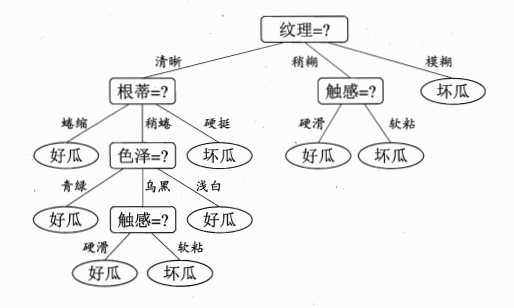 纹理=?
清晰 稍糊 模糊
根蒂=? 触感=? 坏瓜
蜷缩 稍蜷 硬挺 硬滑 软粘
好瓜 色泽=? 坏瓜 好瓜 坏瓜
青绿 乌黑 浅白
好瓜 触感=? 好瓜
硬滑 软粘
好瓜 坏瓜